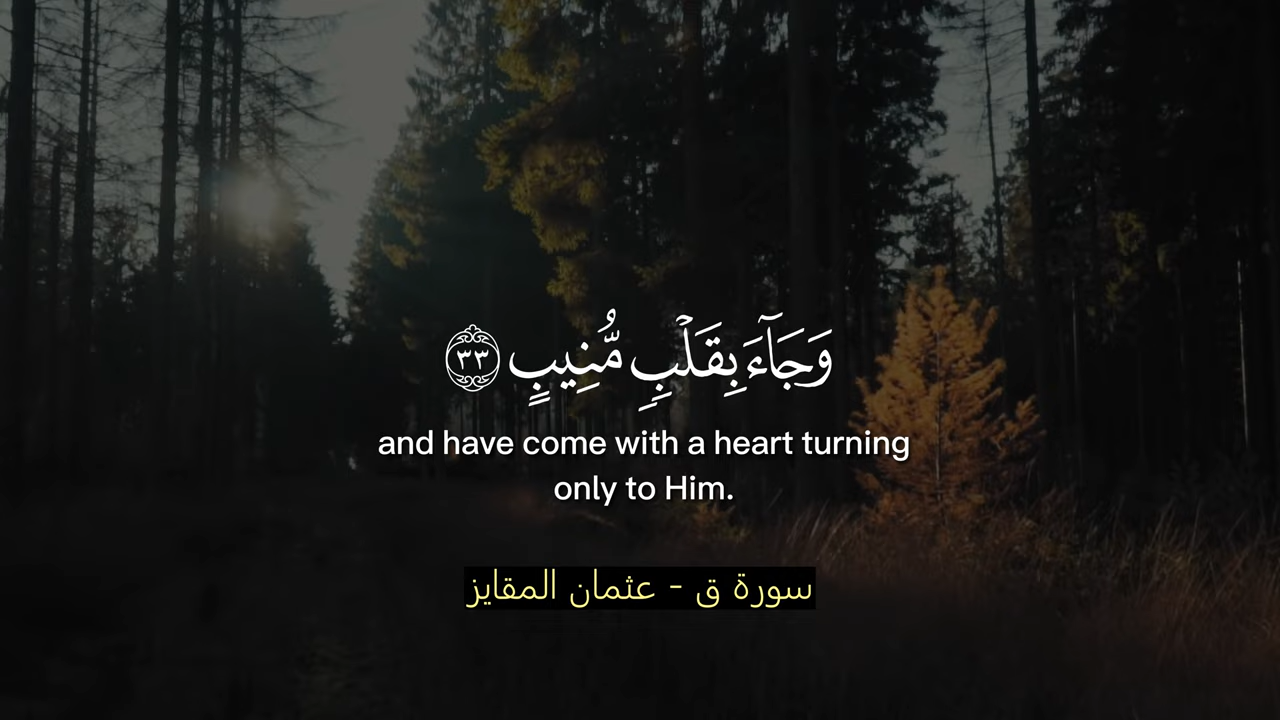 وَجَآءَ بِقَلْبٍ مُّنِيبٍ ٣٣
and have come with a heart turning
only to Him.
سورة ق - عثمان المقايز